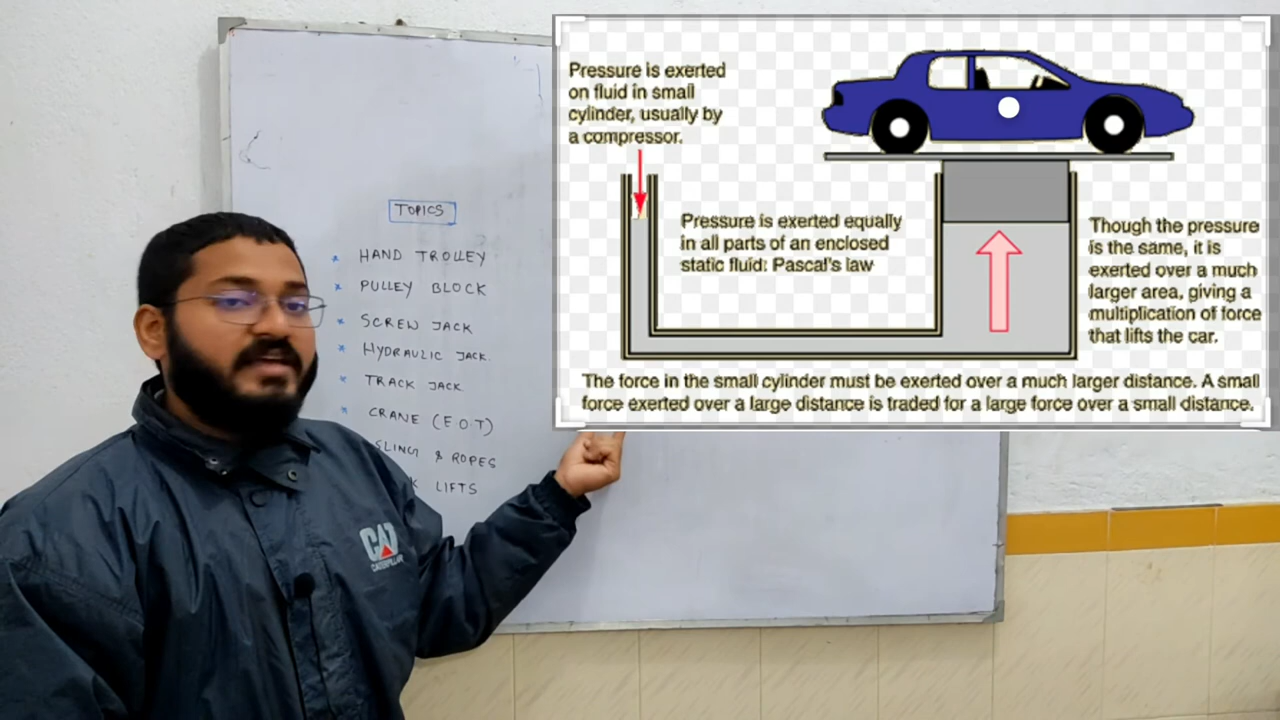 Pressure is exerted
on fluid in small
cylinder, usually by
a compressor.
Pressure is exerted equally
in all parts of an enclosed
static fluid: Pascal's law
Though the pressure
is the same, it is
exerted over a much
larger area, giving a
multiplication of force
that lifts the car.
The force in the small cylinder must be exerted over a much larger distance. A small
force exerted over a large distance is traded for a large force over a small distance.
TOPICS
* HAND TROLLEY
* PULLEY BLOCK
* SCREW JACK
* HYDRAULIC JACK
* TRACK JACK
* CRANE (EOT)
SLING & ROPES
LIFTS
CAT
CATERPILLAR